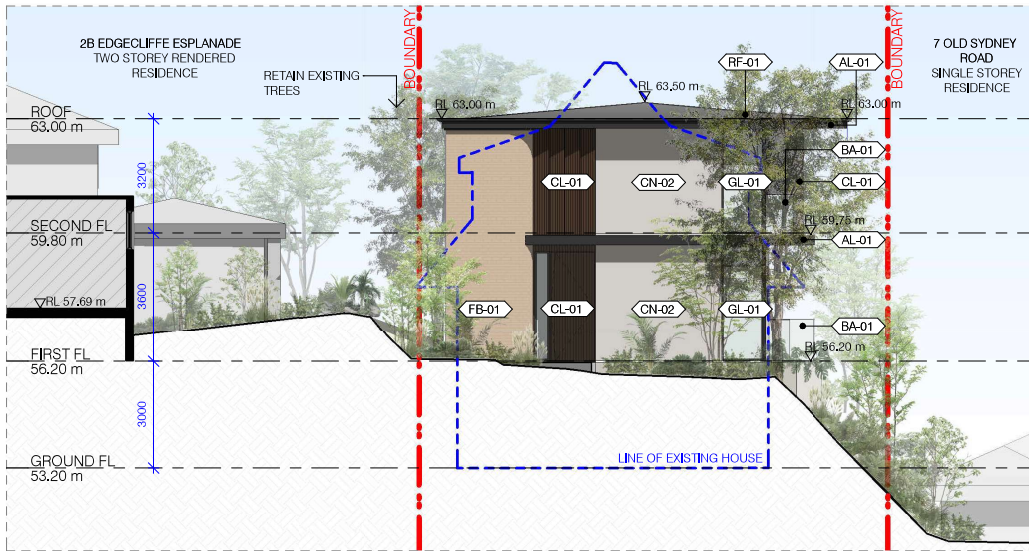 2B EDGECLIFFE ESPLANADE
TWO STOREY RENDERED
RESIDENCE
RETAIN EXISTING
TREES
BOUNDARY
RF-01
AL-01
BOUNDARY
7 OLD SYDNEY
ROAD
SINGLE STOREY
RESIDENCE
ROOF
63.00 m
RL 63.00 m
RL 63.50 m
RL 63.00 m
BA-01
3200
CL-01
CN-02
GL-01
CL-01
SECOND FL
59.80 m
RL 59.75 m
AL-01
RL 57.69 m
3600
FB-01
CL-01
CN-02
GL-01
BA-01
FIRST FL
56.20 m
RL 56.20 m
3000
GROUND FL
53.20 m
LINE OF EXISTING HOUSE